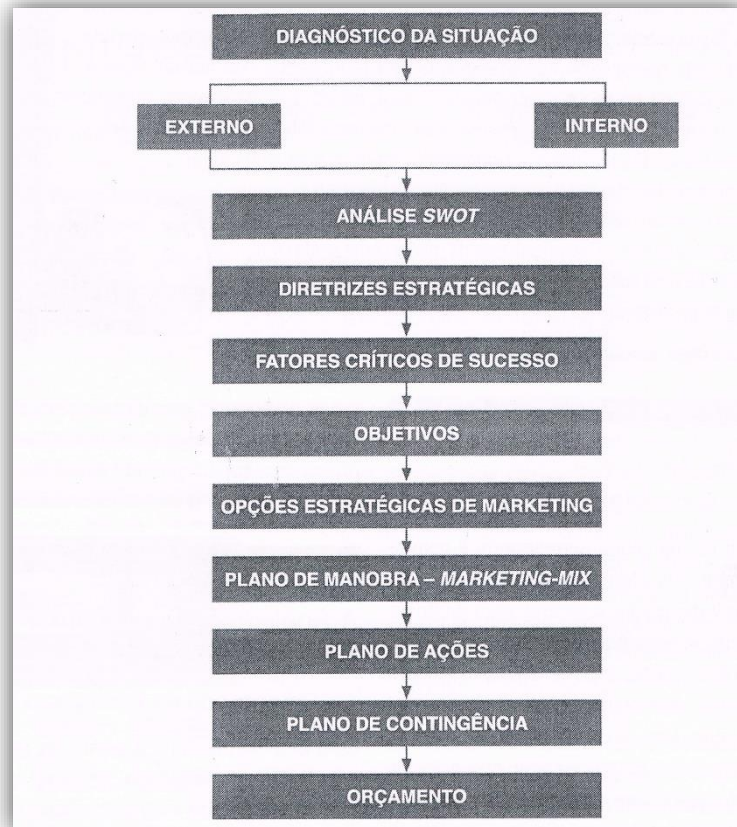 DIAGNÓSTICO DA SITUAÇÃO
EXTERNO
INTERNO
ANÁLISE SWOT
DIRETRIZES ESTRATÉGICAS
FATORES CRÍTICOS DE SUCESSO
OBJETIVOS
OPÇÕES ESTRATÉGICAS DE MARKETING
PLANO DE MANOBRA – MARKETING-MIX
PLANO DE AÇÕES
PLANO DE CONTINGÊNCIA
ORÇAMENTO